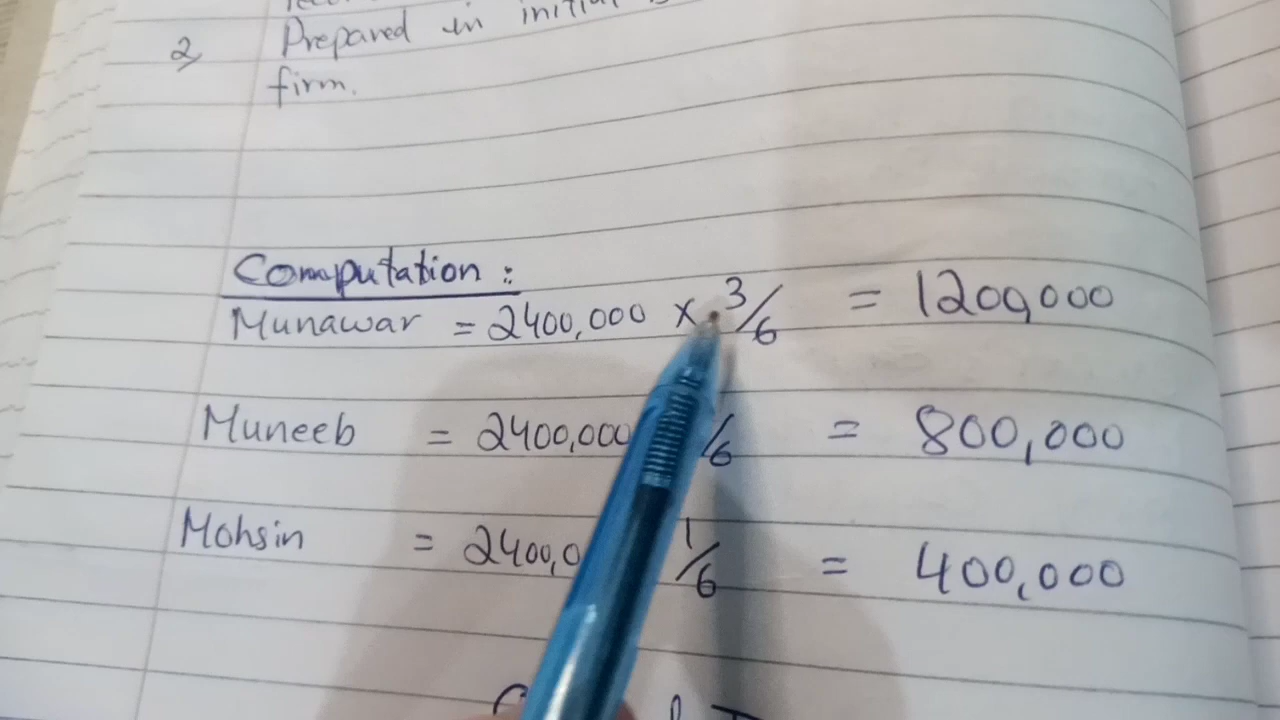 2, Prepared in initial
firm.
Computation :
Munawar = 2400,000 x 3/6 = 1200,000
Muneeb = 2400,000 /6 = 800,000
Mohsin = 2400,0 1/6 = 400,000